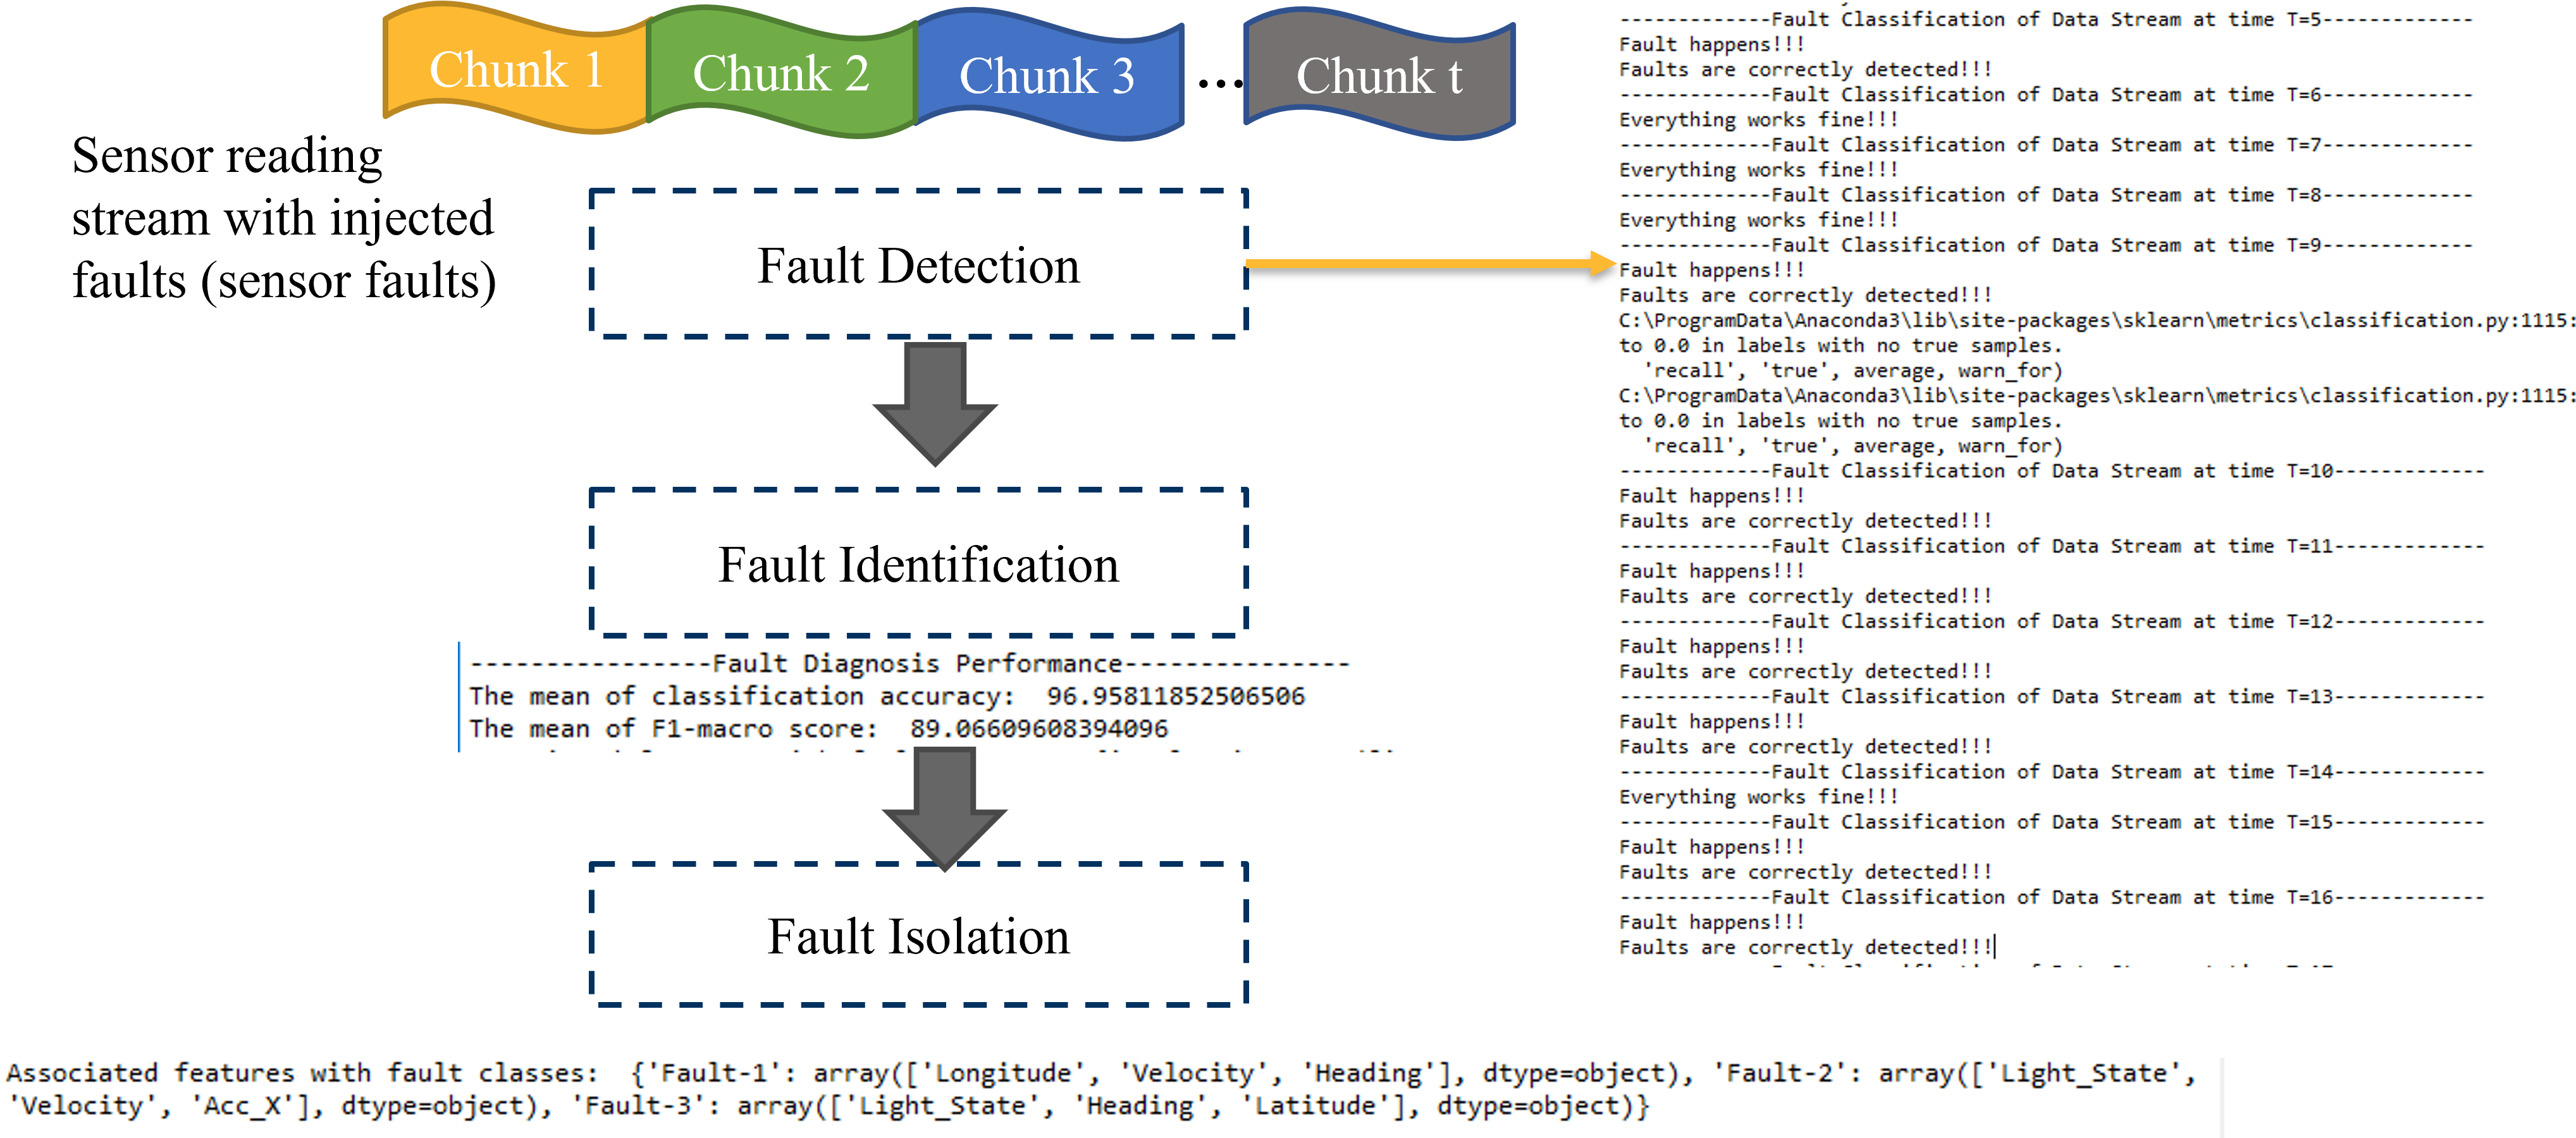 Chunk 1
Chunk 2
Chunk 3
...
Chunk t
Sensor reading
stream with injected
faults (sensor faults)
Fault Detection
Fault Identification
----------------Fault Diagnosis Performance---------------
The mean of classification accuracy:  96.95811852506506
The mean of F1-macro score:  89.06609608394096
Fault Isolation
-------------Fault Classification of Data Stream at time T=5-------------
Fault happens!!!
Faults are correctly detected!!!
-------------Fault Classification of Data Stream at time T=6-------------
Everything works fine!!!
-------------Fault Classification of Data Stream at time T=7-------------
Everything works fine!!!
-------------Fault Classification of Data Stream at time T=8-------------
Everything works fine!!!
-------------Fault Classification of Data Stream at time T=9-------------
Fault happens!!!
Faults are correctly detected!!!
C:\ProgramData\Anaconda3\lib\site-packages\sklearn\metrics\classification.py:1115:
to 0.0 in labels with no true samples.
  'recall', 'true', average, warn_for)
C:\ProgramData\Anaconda3\lib\site-packages\sklearn\metrics\classification.py:1115:
to 0.0 in labels with no true samples.
  'recall', 'true', average, warn_for)
-------------Fault Classification of Data Stream at time T=10-------------
Fault happens!!!
Faults are correctly detected!!!
-------------Fault Classification of Data Stream at time T=11-------------
Fault happens!!!
Faults are correctly detected!!!
-------------Fault Classification of Data Stream at time T=12-------------
Fault happens!!!
Faults are correctly detected!!!
-------------Fault Classification of Data Stream at time T=13-------------
Fault happens!!!
Faults are correctly detected!!!
-------------Fault Classification of Data Stream at time T=14-------------
Everything works fine!!!
-------------Fault Classification of Data Stream at time T=15-------------
Fault happens!!!
Faults are correctly detected!!!
-------------Fault Classification of Data Stream at time T=16-------------
Fault happens!!!
Faults are correctly detected!!!
Associated features with fault classes:  {'Fault-1': array(['Longitude', 'Velocity', 'Heading'], dtype=object), 'Fault-2': array(['Light_State',
'Velocity', 'Acc_X'], dtype=object), 'Fault-3': array(['Light_State', 'Heading', 'Latitude'], dtype=object)}